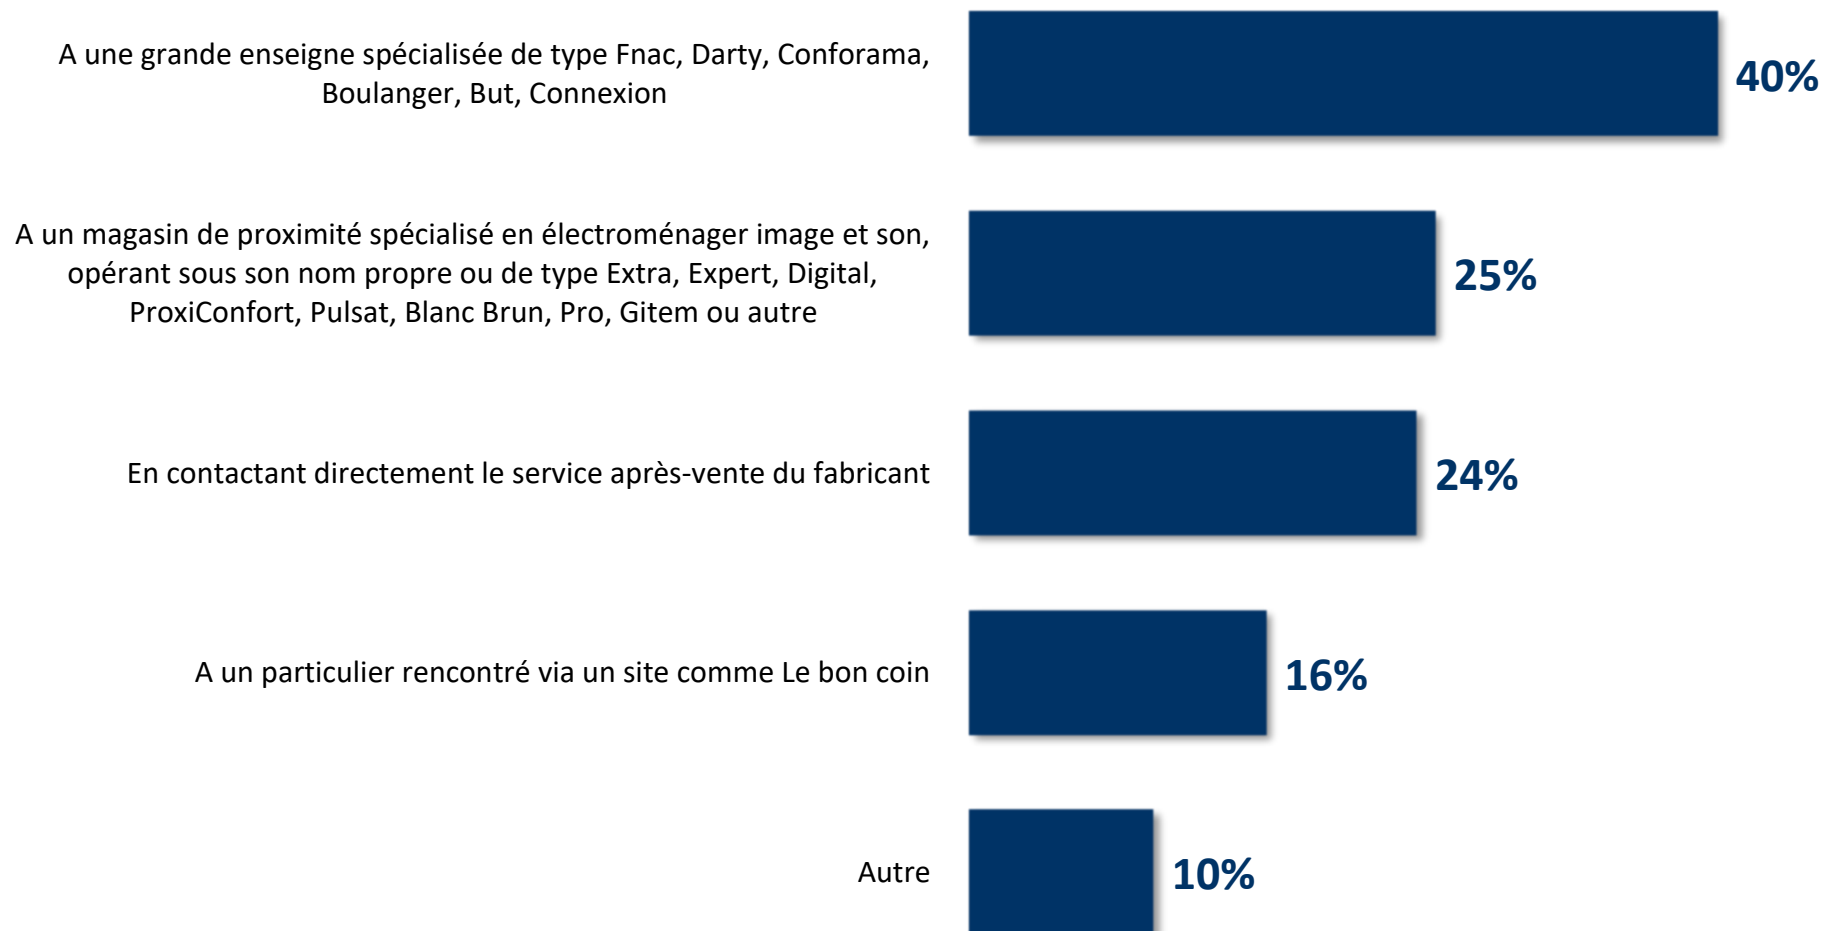 A une grande enseigne spécialisée de type Fnac, Darty, Conforama,
Boulanger, But, Connexion
40%
A un magasin de proximité spécialisé en électroménager image et son,
opérant sous son nom propre ou de type Extra, Expert, Digital,
ProxiConfort, Pulsat, Blanc Brun, Pro, Gitem ou autre
25%
En contactant directement le service après-vente du fabricant
24%
A un particulier rencontré via un site comme Le bon coin
16%
Autre
10%